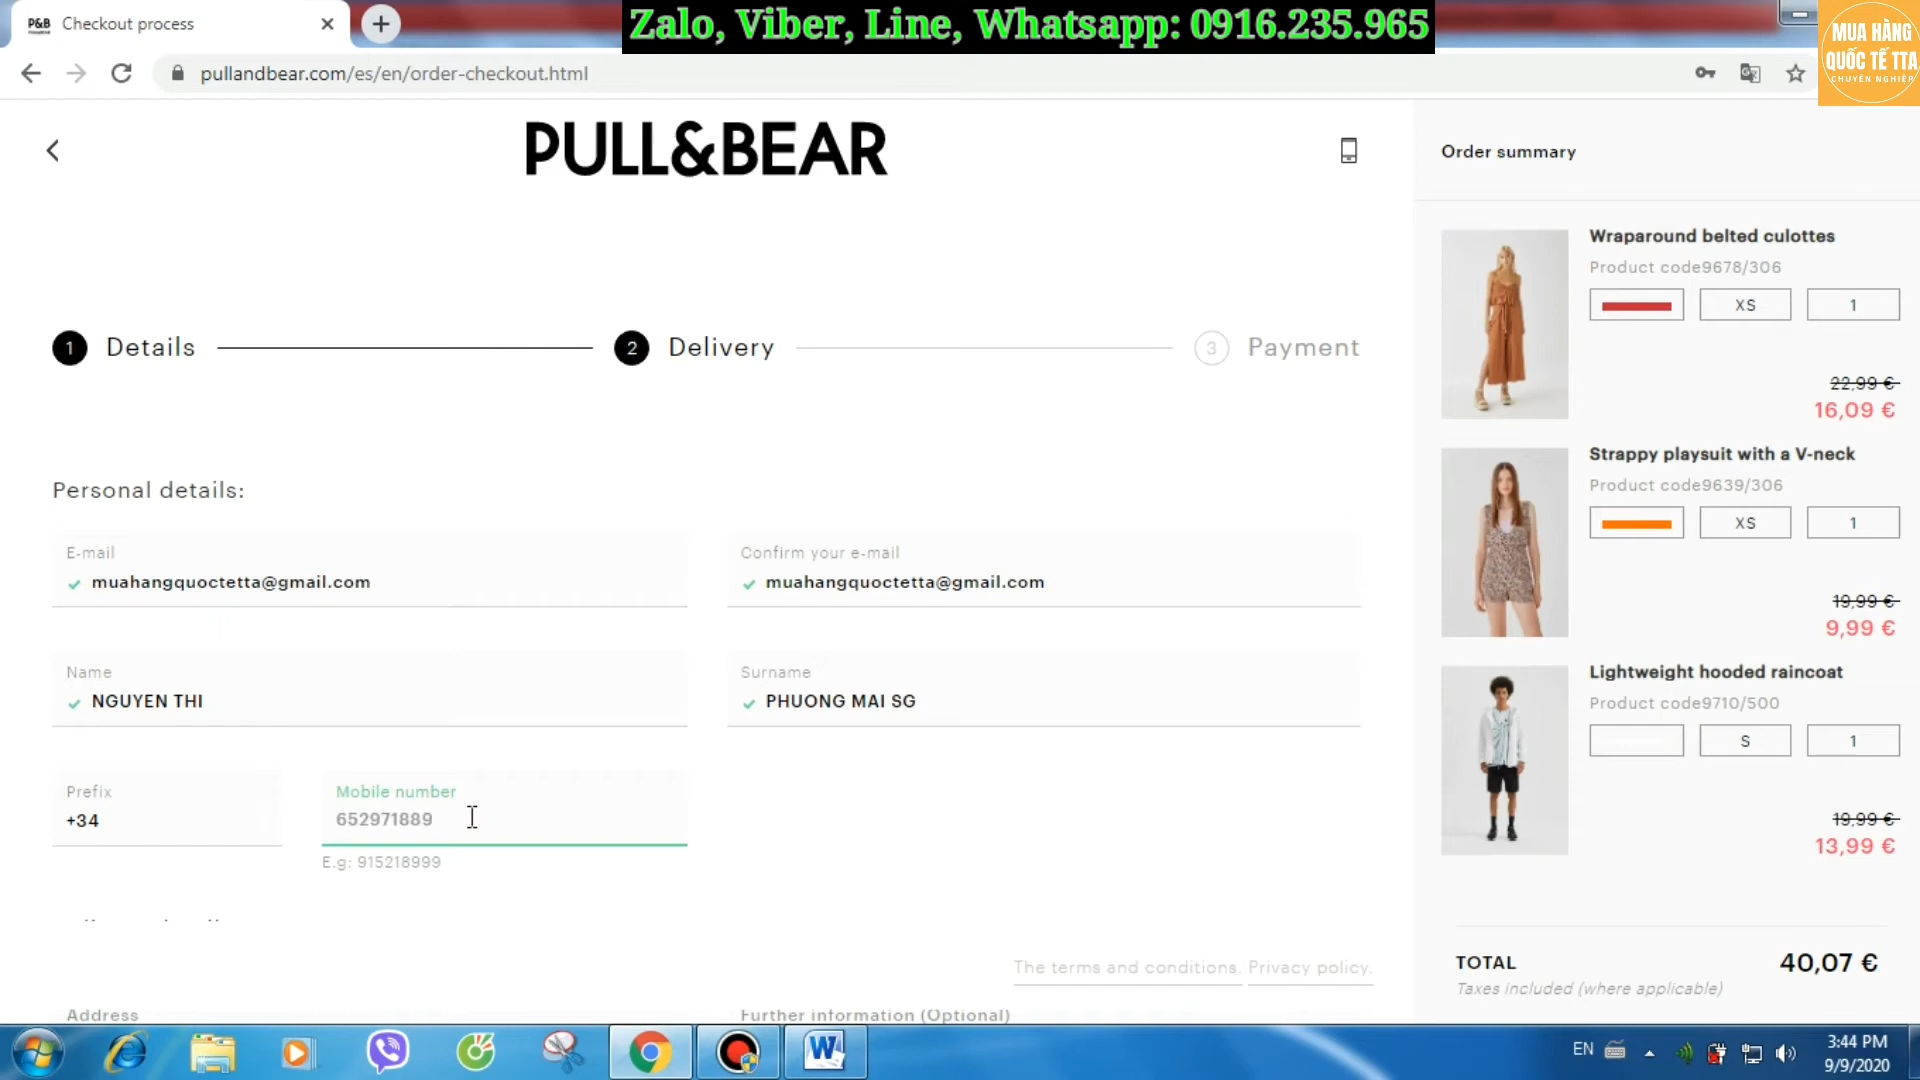 P&B
Checkout process
Zalo, Viber, Line, Whatsapp: 0916.235.965
MUA HÀNG
QUỐC TẾ TTA
CHUYÊN NGHIỆP
pullandbear.com/es/en/order-checkout.html
PULL&BEAR
Order summary
1 Details
2 Delivery
3 Payment
Personal details:
E-mail
muahangquoctetta@gmail.com
Confirm your e-mail
muahangquoctetta@gmail.com
Name
NGUYEN THI
Surname
PHUONG MAI SG
Prefix
+34
Mobile number
652971889
E.g: 915218999
The terms and conditions. Privacy policy.
Address
Further information (Optional)
Wraparound belted culottes
Product code9678/306
XS 1
22,99 €
16,09 €
Strappy playsuit with a V-neck
Product code9639/306
XS 1
19,99 €
9,99 €
Lightweight hooded raincoat
Product code9710/500
S 1
19,99 €
13,99 €
TOTAL 40,07 €
Taxes included (where applicable)
EN
3:44 PM
9/9/2020